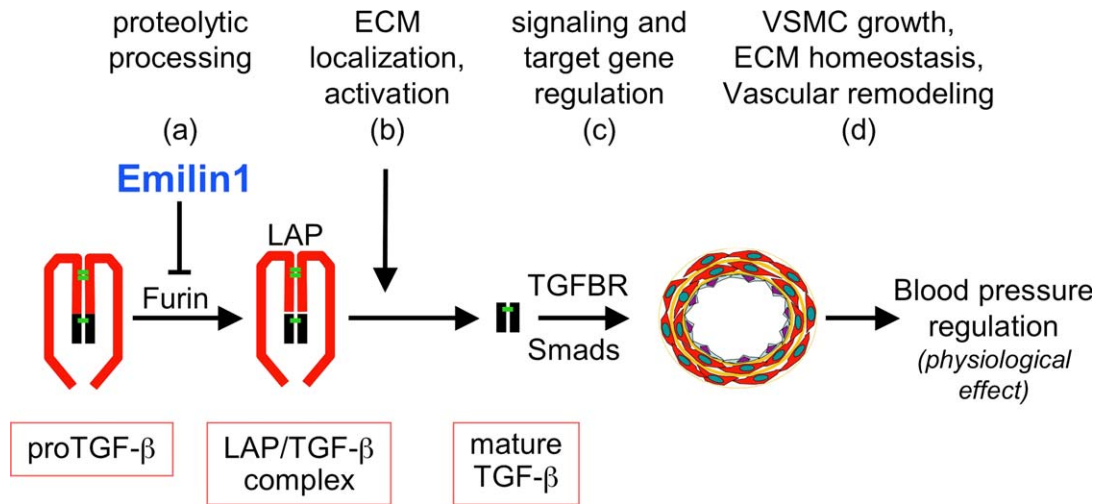 proteolytic
processing
(a)
ECM
localization,
activation
(b)
signaling and
target gene
regulation
(c)
VSMC growth,
ECM homeostasis,
Vascular remodeling
(d)
Emilin1
Furin
LAP
TGFBR
Smads
Blood pressure
regulation
(physiological
effect)
proTGF-β
LAP/TGF-β
complex
mature
TGF-β